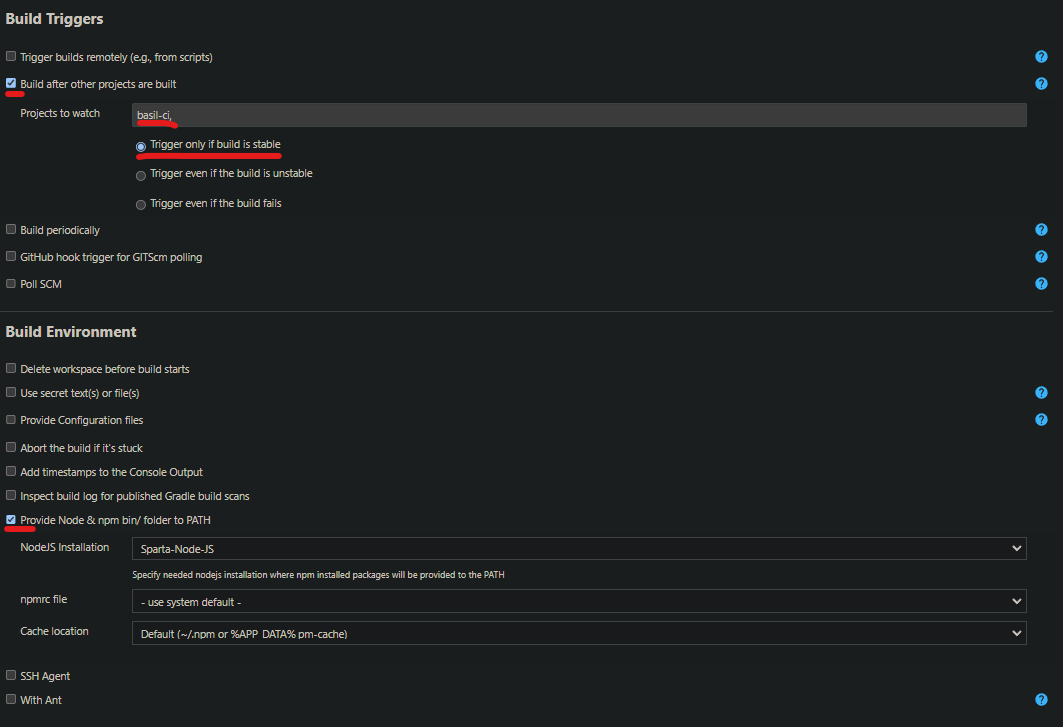 Build Triggers
Trigger builds remotely (e.g., from scripts)
?
Build after other projects are built
?
Projects to watch
basil-ci,
Trigger only if build is stable
Trigger even if the build is unstable
Trigger even if the build fails
Build periodically
?
GitHub hook trigger for GITScm polling
?
Poll SCM
?
Build Environment
Delete workspace before build starts
Use secret text(s) or file(s)
?
Provide Configuration files
?
Abort the build if it's stuck
Add timestamps to the Console Output
Inspect build log for published Gradle build scans
Provide Node & npm bin/ folder to PATH
NodeJS Installation
Sparta-Node-JS
Specify needed nodejs installation where npm installed packages will be provided to the PATH
npmrc file
- use system default -
Cache location
Default (~/.npm or %APP_DATA% pm-cache)
SSH Agent
With Ant
?